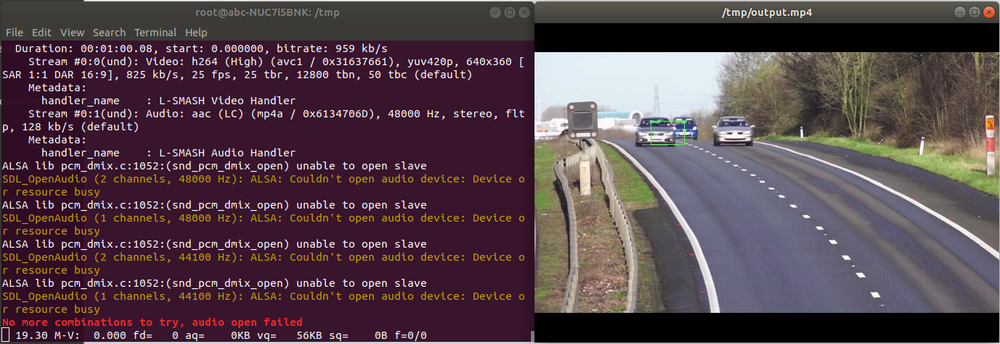 root@abc-NUC7i5BNK: /tmp
File Edit View Search Terminal Help
Duration: 00:01:00.08, start: 0.000000, bitrate: 959 kb/s
Stream #0:0(und): Video: h264 (High) (avc1 / 0x31637661), yuv420p, 640x360 [
SAR 1:1 DAR 16:9], 825 kb/s, 25 fps, 25 tbr, 12800 tbn, 50 tbc (default)
Metadata:
handler_name : L-SMASH Video Handler
Stream #0:1(und): Audio: aac (LC) (mp4a / 0x6134706D), 48000 Hz, stereo, flt
p, 128 kb/s (default)
Metadata:
handler_name : L-SMASH Audio Handler
ALSA lib pcm_dmix.c:1052:(snd_pcm_dmix_open) unable to open slave
SDL_OpenAudio (2 channels, 48000 Hz): ALSA: Couldn't open audio device: Device o
r resource busy
ALSA lib pcm_dmix.c:1052:(snd_pcm_dmix_open) unable to open slave
SDL_OpenAudio (1 channels, 48000 Hz): ALSA: Couldn't open audio device: Device o
r resource busy
ALSA lib pcm_dmix.c:1052:(snd_pcm_dmix_open) unable to open slave
SDL_OpenAudio (2 channels, 44100 Hz): ALSA: Couldn't open audio device: Device o
r resource busy
ALSA lib pcm_dmix.c:1052:(snd_pcm_dmix_open) unable to open slave
SDL_OpenAudio (1 channels, 44100 Hz): ALSA: Couldn't open audio device: Device o
r resource busy
No more combinations to try, audio open failed
19.30 M-V: 0.000 fd= 0 aq= 0KB vq= 56KB sq= 0B f=0/0
/tmp/output.mp4